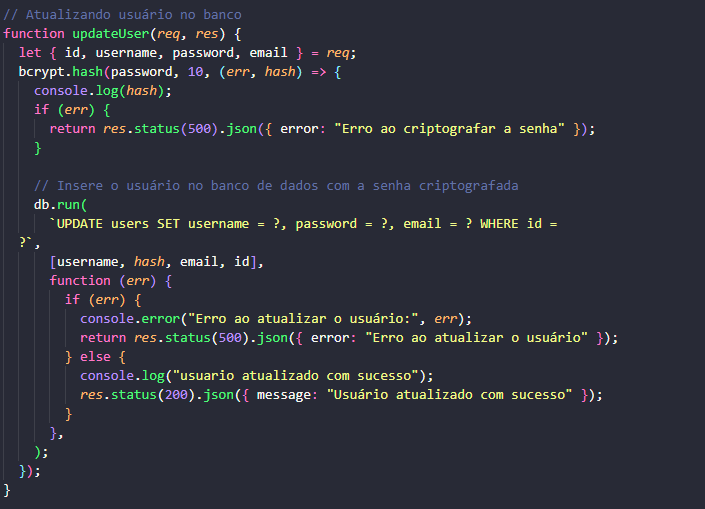 // Atualizando usuário no banco
function updateUser(req, res) {
  let { id, username, password, email } = req;
  bcrypt.hash(password, 10, (err, hash) => {
    console.log(hash);
    if (err) {
      return res.status(500).json({ error: "Erro ao criptografar a senha" });
    }
    // Insere o usuário no banco de dados com a senha criptografada
    db.run(
      `UPDATE users SET username = ?, password = ?, email = ? WHERE id =
  ?`,
      [username, hash, email, id],
      function (err) {
        if (err) {
          console.error("Erro ao atualizar o usuário:", err);
          return res.status(500).json({ error: "Erro ao atualizar o usuário" });
        } else {
          console.log("usuario atualizado com sucesso");
          res.status(200).json({ message: "Usuário atualizado com sucesso" });
        }
      },
    );
  });
}